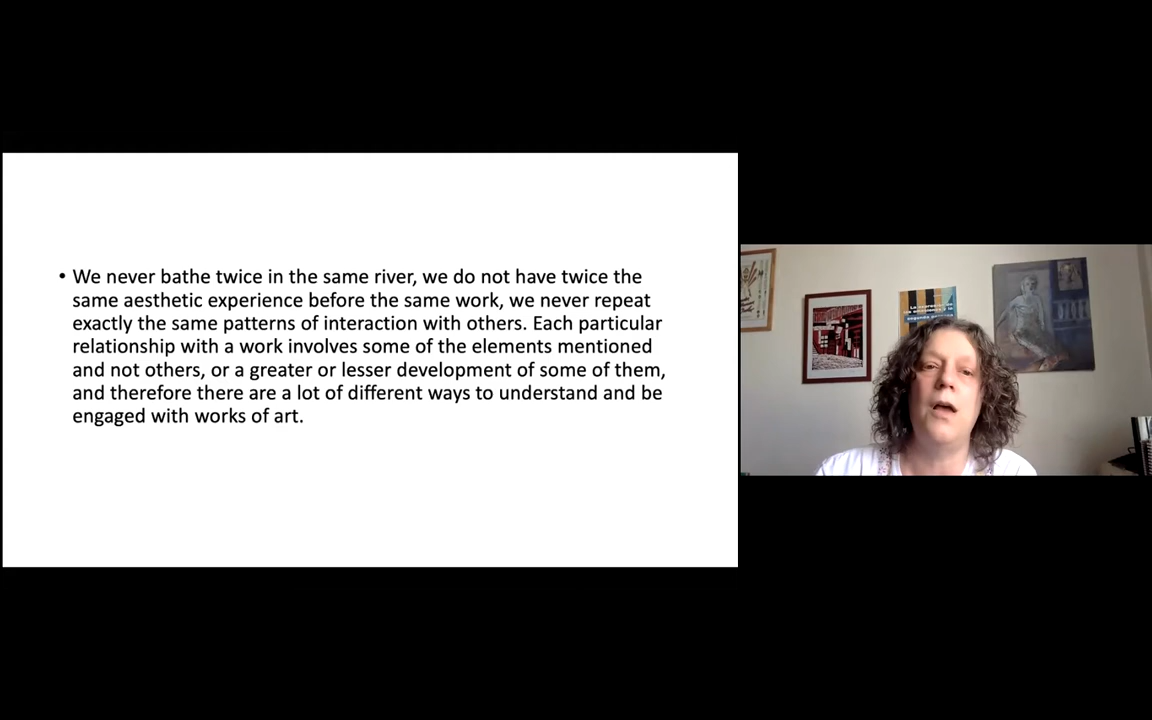 • We never bathe twice in the same river, we do not have twice the
same aesthetic experience before the same work, we never repeat
exactly the same patterns of interaction with others. Each particular
relationship with a work involves some of the elements mentioned
and not others, or a greater or lesser development of some of them,
and therefore there are a lot of different ways to understand and be
engaged with works of art.